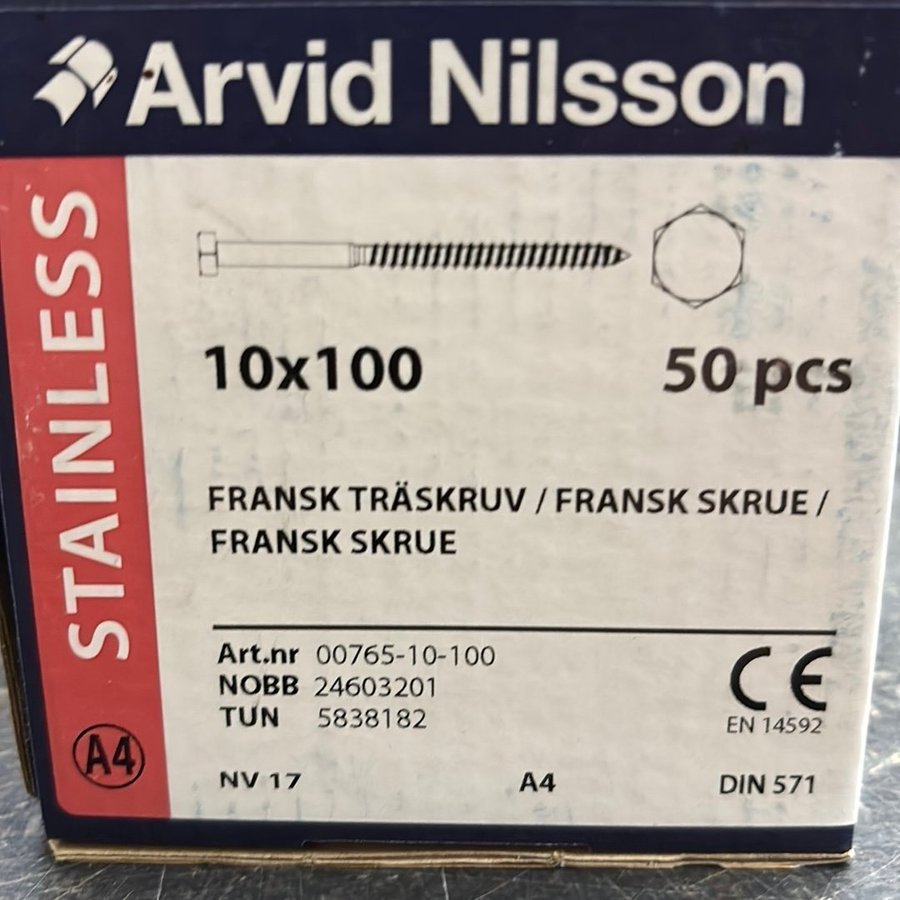 Arvid Nilsson
STAINLESS
A4
10x100 50 pcs
FRANSK TRÄSKRUV / FRANSK SKRUE /
FRANSK SKRUE
Art.nr 00765-10-100
NOBB 24603201
TUN 5838182
CE
EN 14592
NV 17 A4 DIN 571